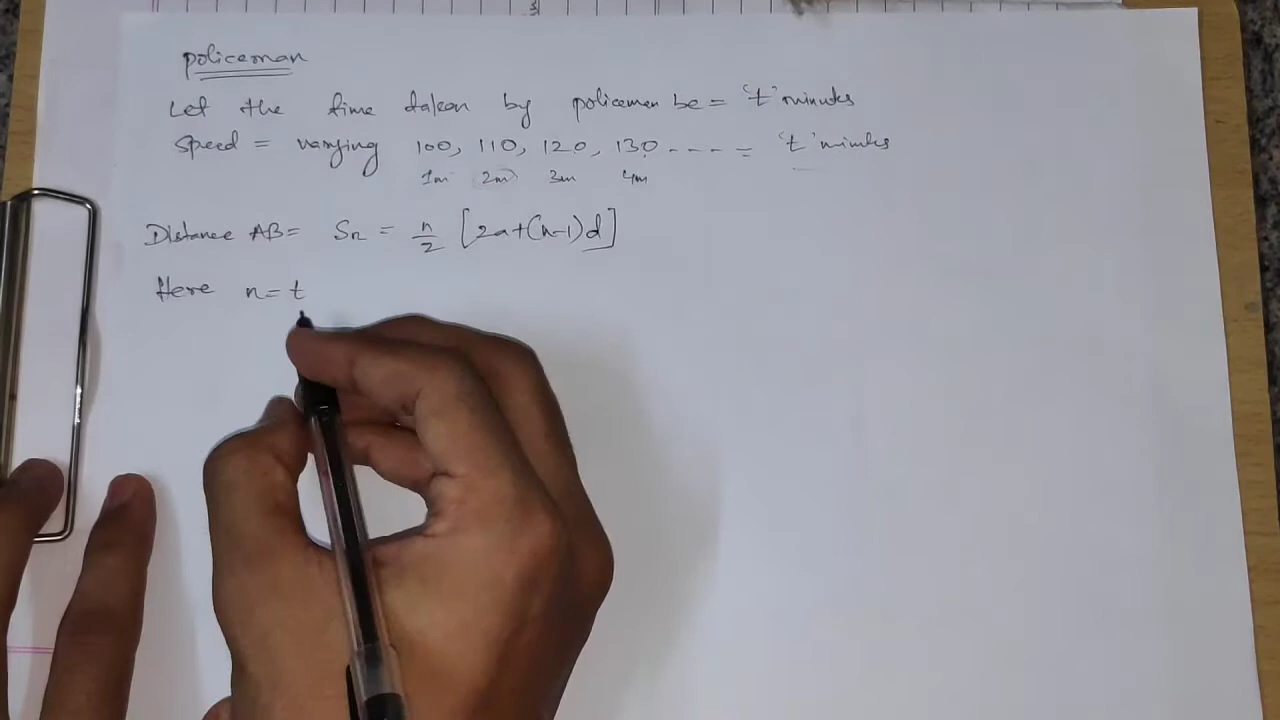 policeman
Let the time taken by policeman be = 't' minutes
Speed = varying 100, 110, 120, 130 - - - - = 't' minutes
1m 2m 3m 4m
Distance AB = Sn = n/2 [2a+(n-1)d]
Here n = t